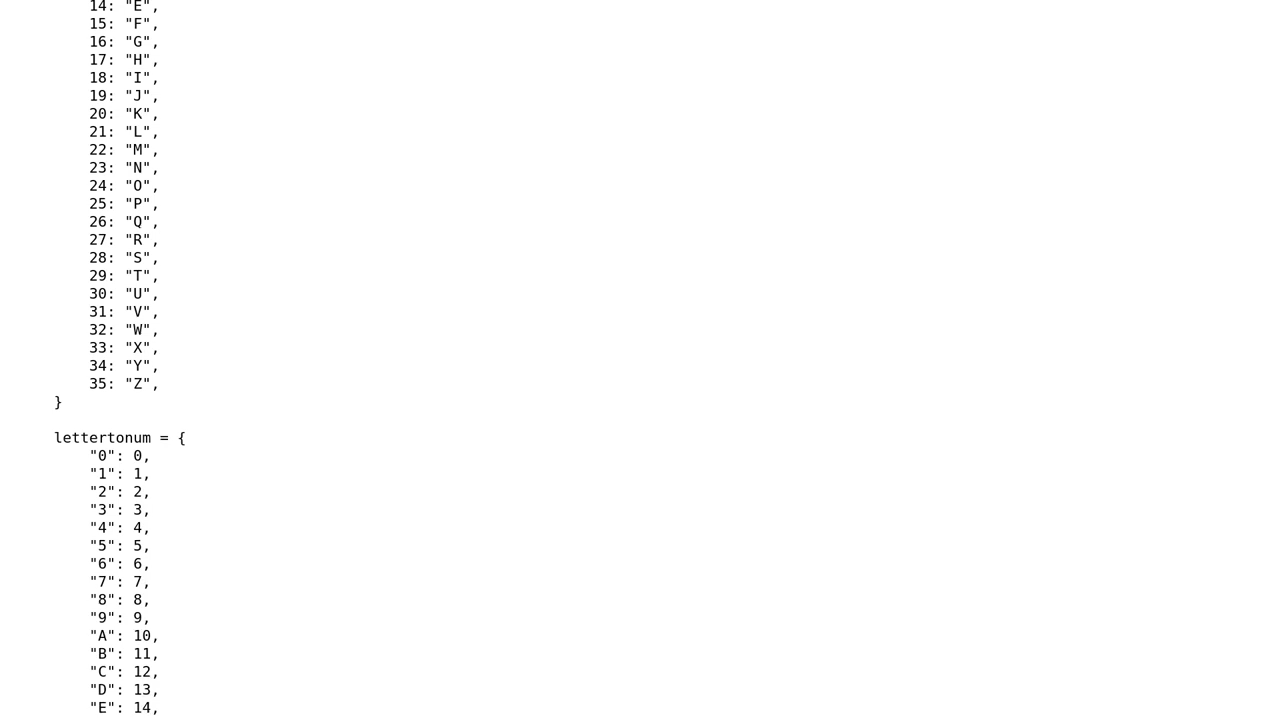 14: "E",
        15: "F",
        16: "G",
        17: "H",
        18: "I",
        19: "J",
        20: "K",
        21: "L",
        22: "M",
        23: "N",
        24: "O",
        25: "P",
        26: "Q",
        27: "R",
        28: "S",
        29: "T",
        30: "U",
        31: "V",
        32: "W",
        33: "X",
        34: "Y",
        35: "Z",
    }

    lettertonum = {
        "0": 0,
        "1": 1,
        "2": 2,
        "3": 3,
        "4": 4,
        "5": 5,
        "6": 6,
        "7": 7,
        "8": 8,
        "9": 9,
        "A": 10,
        "B": 11,
        "C": 12,
        "D": 13,
        "E": 14,